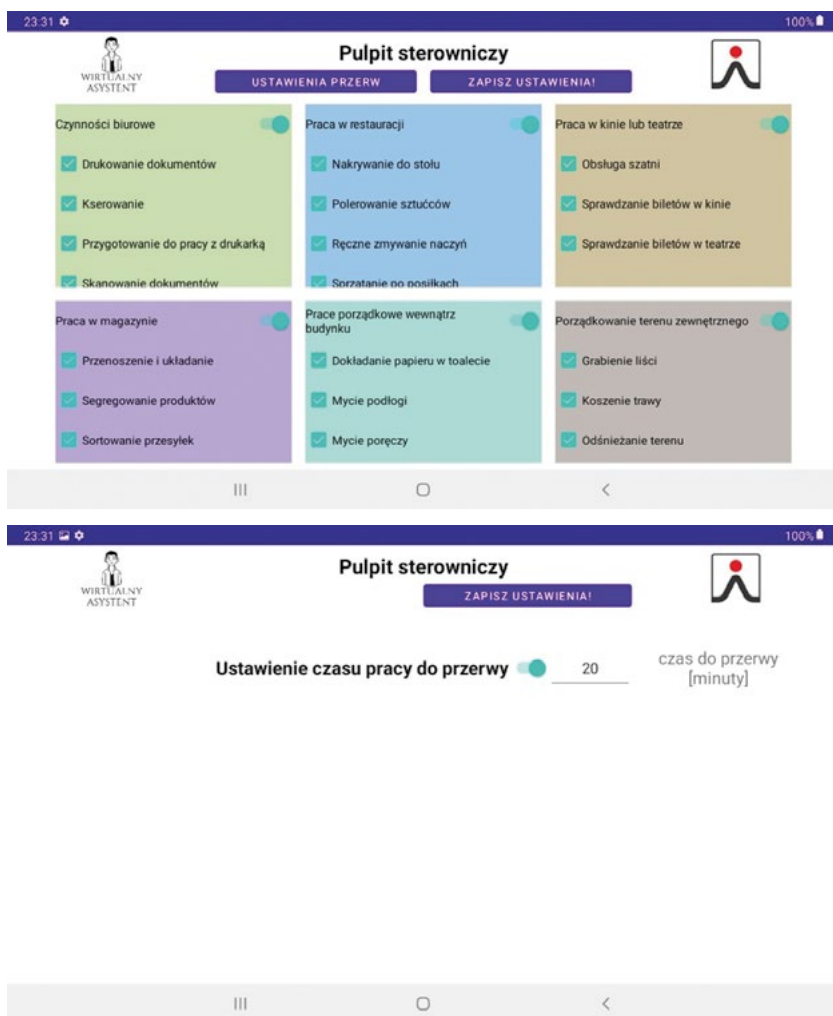 23:31
100%
WIRTUALNY
ASYSTENT
Pulpit sterowniczy
USTAWIENIA PRZERW
ZAPISZ USTAWIENIA!
Czynności biurowe
Drukowanie dokumentów
Kserowanie
Przygotowanie do pracy z drukarką
Skanowanie dokumentów
Praca w restauracji
Nakrywanie do stołu
Polerowanie sztućców
Ręczne zmywanie naczyń
Sprzątanie po posiłkach
Praca w kinie lub teatrze
Obsługa szatni
Sprawdzanie biletów w kinie
Sprawdzanie biletów w teatrze
Praca w magazynie
Przenoszenie i układanie
Segregowanie produktów
Sortowanie przesyłek
Prace porządkowe wewnątrz
budynku
Dokładanie papieru w toalecie
Mycie podłogi
Mycie poręczy
Porządkowanie terenu zewnętrznego
Grabienie liści
Koszenie trawy
Odśnieżanie terenu
23:31
100%
WIRTUALNY
ASYSTENT
Pulpit sterowniczy
ZAPISZ USTAWIENIA!
Ustawienie czasu pracy do przerwy
20
czas do przerwy
[minuty]